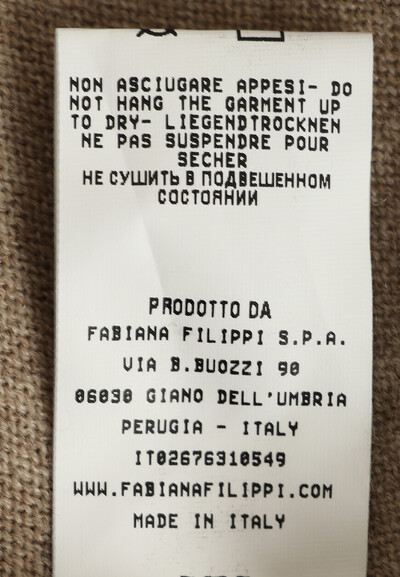 NON ASCIUGARE APPESI- DO
NOT HANG THE GARMENT UP
TO DRY- LIEGENDTROCKNEN
NE PAS SUSPENDRE POUR
SECHER
НЕ СУШИТЬ В ПОДВЕШЕННОМ
СОСТОЯНИИ
PRODOTTO DA
FABIANA FILIPPI S.P.A.
VIA B.BUOZZI 90
06030 GIANO DELL'UMBRIA
PERUGIA - ITALY
IT02676310549
WWW.FABIANAFILIPPI.COM
MADE IN ITALY